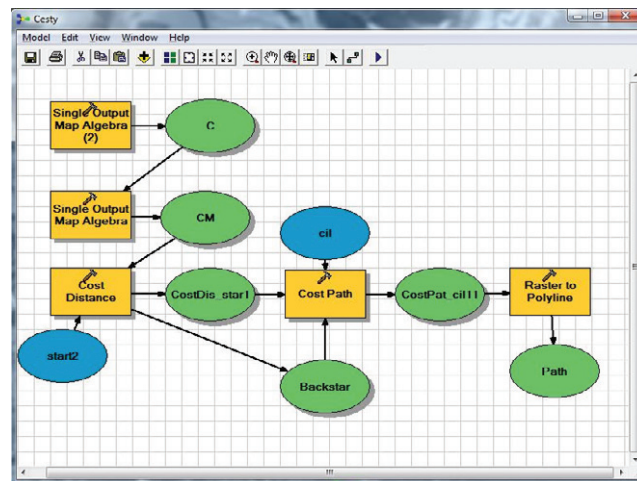 Cesty
Model Edit View Window Help
Single Output
Map Algebra
(2)
C
Single Output
Map Algebra
CM
cil
Cost
Distance
CostDis_star1
Cost Path
CostPat_cil11
Raster to
Polyline
start2
Backstar
Path